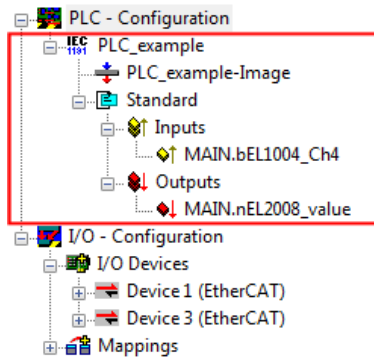 PLC - Configuration
IEC
1131
PLC_example
PLC_example-Image
Standard
Inputs
MAIN.bEL1004_Ch4
Outputs
MAIN.nEL2008_value
I/O - Configuration
I/O Devices
Device 1 (EtherCAT)
Device 3 (EtherCAT)
Mappings